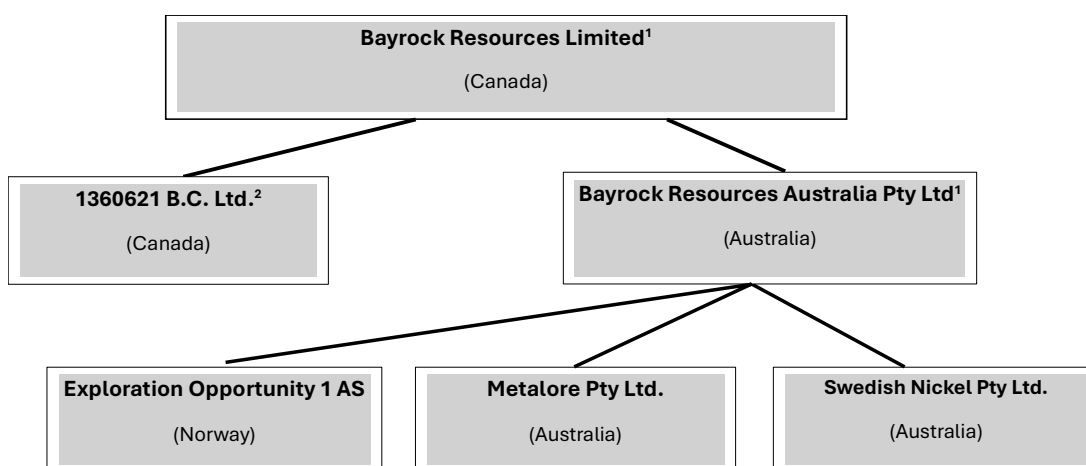 Bayrock Resources Limited¹
(Canada)
1360621 B.C. Ltd.²
(Canada)
Bayrock Resources Australia Pty Ltd¹
(Australia)
Exploration Opportunity 1 AS
(Norway)
Metalore Pty Ltd.
(Australia)
Swedish Nickel Pty Ltd.
(Australia)